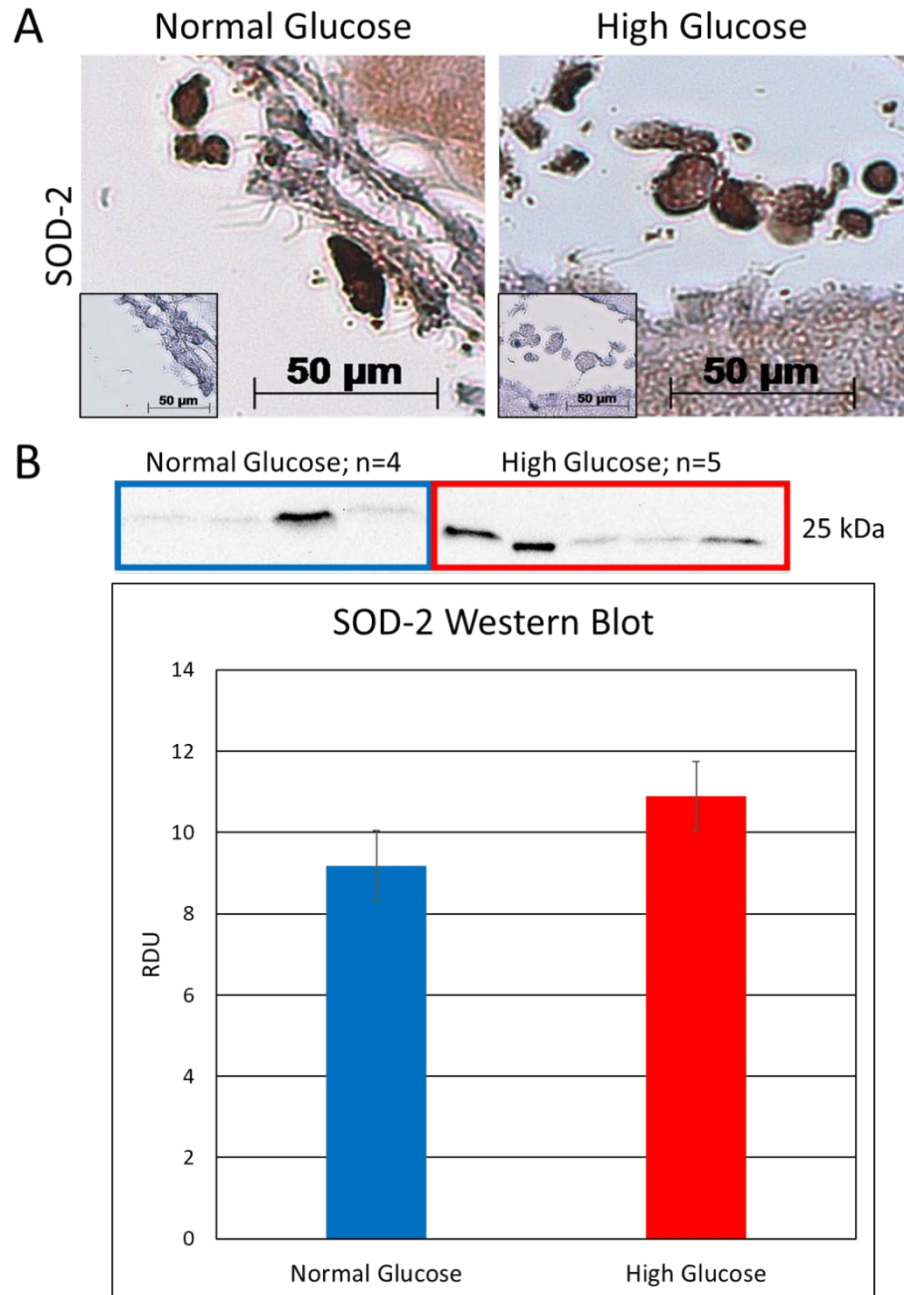 A
Normal Glucose
High Glucose
SOD-2
50 µm
50 µm
50 µm
50 µm
B
Normal Glucose; n=4
High Glucose; n=5
25 kDa
SOD-2 Western Blot
14
12
10
8
6
4
2
0
RDU
Normal Glucose
High Glucose